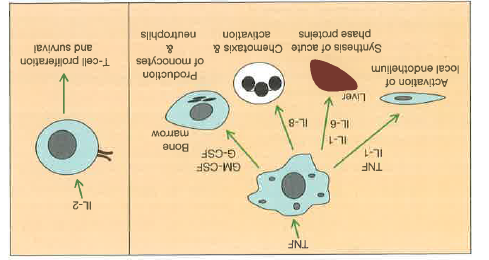 TNF
TNF
IL-1
IL-1
IL-6
IL-8
GM-CSF
G-CSF
Liver
Bone
marrow
Activation of
local endothelium
Synthesis of acute
phase proteins
Chemotaxis &
activation
Production
of monocytes
&
neutrophils
IL-2
T-cell proliferation
and survival